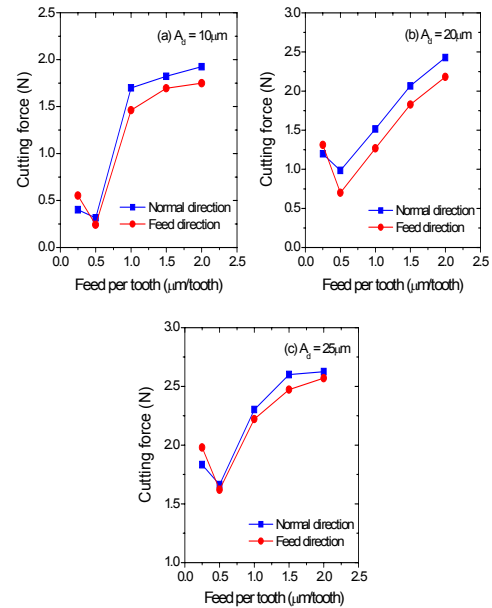 (a) A_d = 10μm
Cutting force (N)
2.5
2.0
1.5
1.0
0.5
0.0
Normal direction
Feed direction
0.0 0.5 1.0 1.5 2.0 2.5
Feed per tooth (μm/tooth)
(b) A_d = 20μm
Cutting force (N)
3.0
2.5
2.0
1.5
1.0
0.5
0.0
Normal direction
Feed direction
0.0 0.5 1.0 1.5 2.0 2.5
Feed per tooth (μm/tooth)
(c) A_d = 25μm
Cutting force (N)
3.0
2.5
2.0
1.5
1.0
Normal direction
Feed direction
0.0 0.5 1.0 1.5 2.0 2.5
Feed per tooth (μm/tooth)